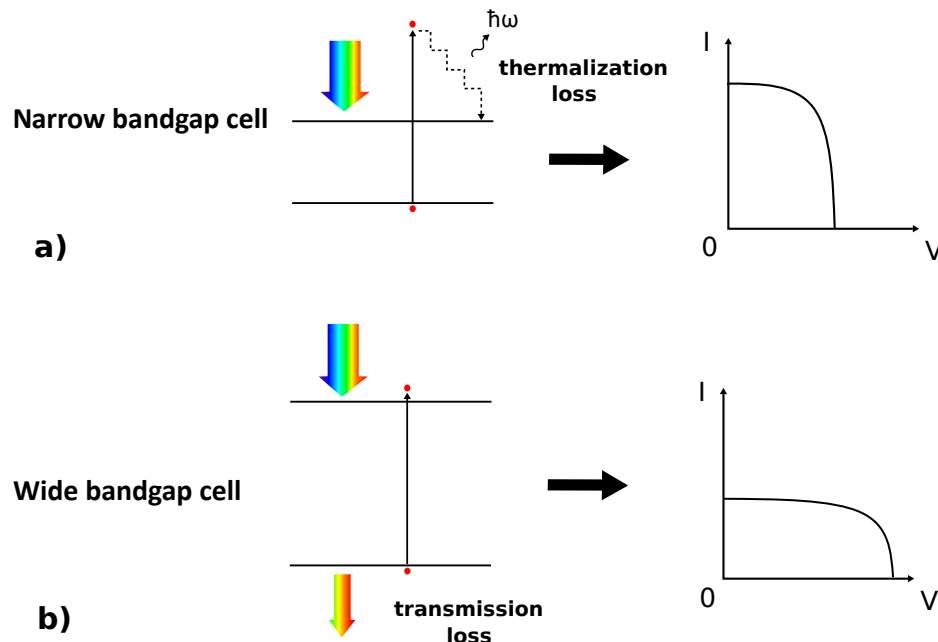 I
ħω
thermalization
loss
Narrow bandgap cell
0
V
a)
I
Wide bandgap cell
0
V
transmission
loss
b)